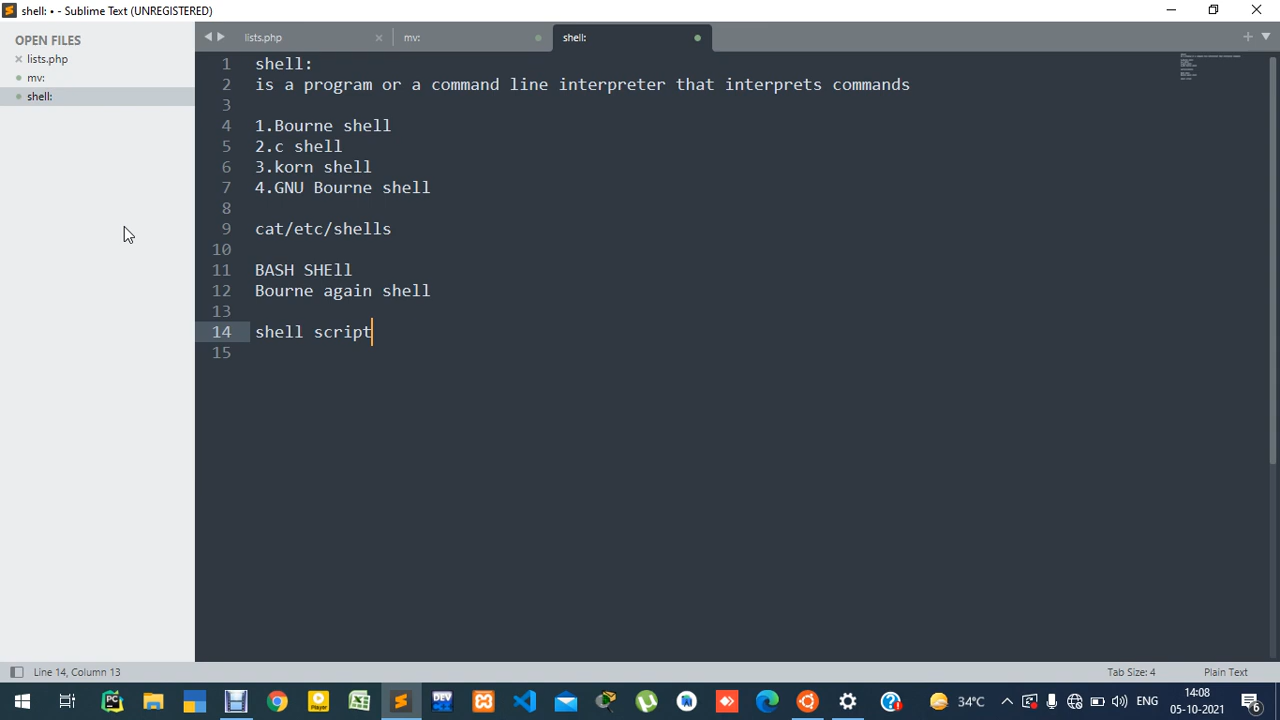 shell: • - Sublime Text (UNREGISTERED)
OPEN FILES
lists.php
mv:
shell:
lists.php
mv:
shell:
1 shell:
2 is a program or a command line interpreter that interprets commands
3
4 1.Bourne shell
5 2.c shell
6 3.korn shell
7 4.GNU Bourne shell
8
9 cat/etc/shells
10
11 BASH SHEll
12 Bourne again shell
13
14 shell script
15
Line 14, Column 13
Tab Size: 4
Plain Text
PC
Player
DEV
34°C
ENG
14:08
05-10-2021
6